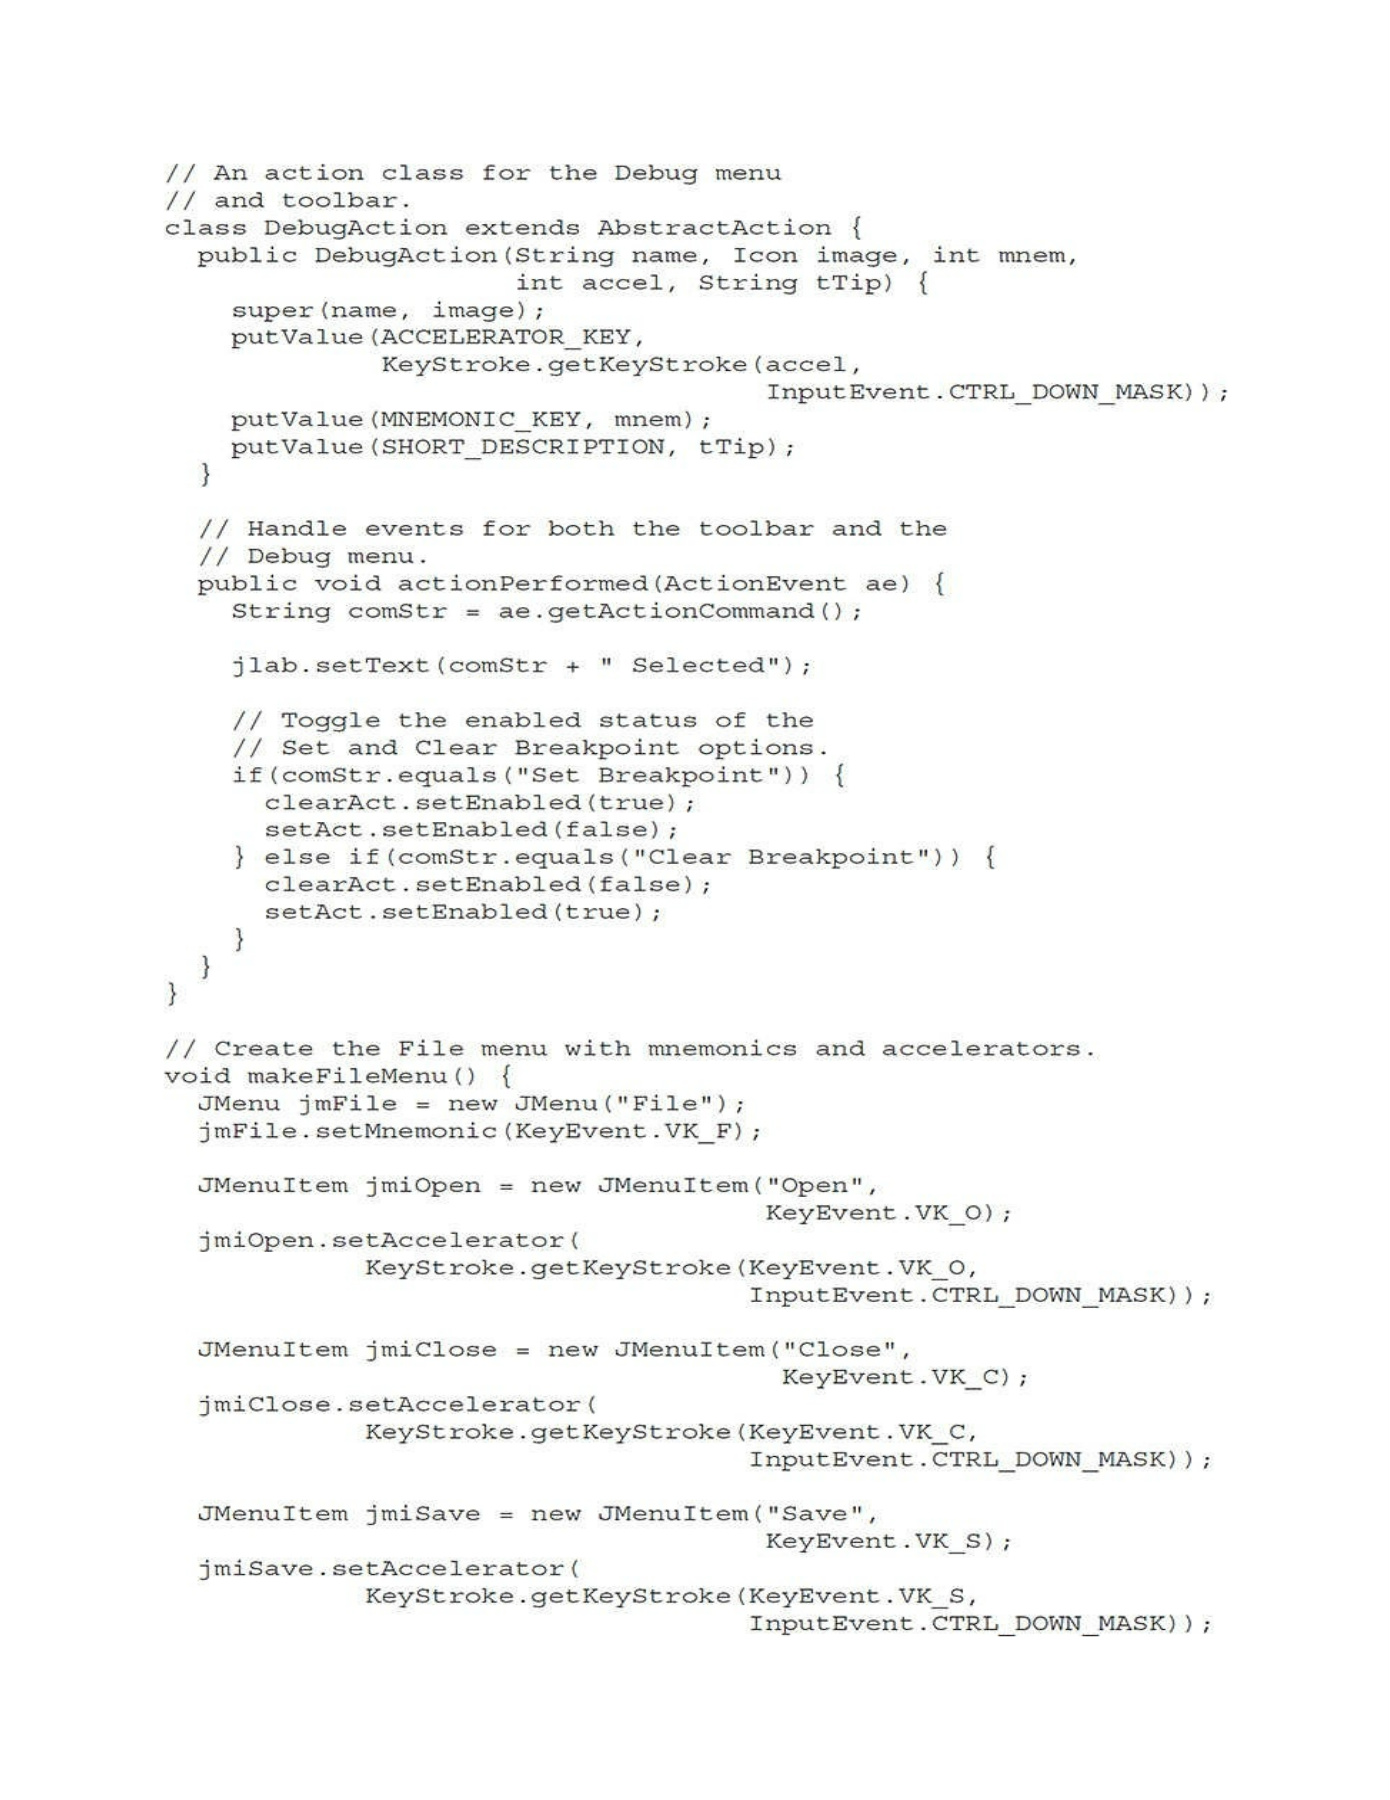 // An action class for the Debug menu
// and toolbar.
class DebugAction extends AbstractAction {
  public DebugAction(String name, Icon image, int mnem,
                     int accel, String tTip) {
    super(name, image);
    putValue(ACCELERATOR_KEY,
             KeyStroke.getKeyStroke(accel,
                                    InputEvent.CTRL_DOWN_MASK));
    putValue(MNEMONIC_KEY, mnem);
    putValue(SHORT_DESCRIPTION, tTip);
  }

  // Handle events for both the toolbar and the
  // Debug menu.
  public void actionPerformed(ActionEvent ae) {
    String comStr = ae.getActionCommand();

    jlab.setText(comStr + " Selected");

    // Toggle the enabled status of the
    // Set and Clear Breakpoint options.
    if(comStr.equals("Set Breakpoint")) {
      clearAct.setEnabled(true);
      setAct.setEnabled(false);
    } else if(comStr.equals("Clear Breakpoint")) {
      clearAct.setEnabled(false);
      setAct.setEnabled(true);
    }
  }
}

// Create the File menu with mnemonics and accelerators.
void makeFileMenu() {
  JMenu jmFile = new JMenu("File");
  jmFile.setMnemonic(KeyEvent.VK_F);

  JMenuItem jmiOpen = new JMenuItem("Open",
                                    KeyEvent.VK_O);
  jmiOpen.setAccelerator(
            KeyStroke.getKeyStroke(KeyEvent.VK_O,
                                   InputEvent.CTRL_DOWN_MASK));

  JMenuItem jmiClose = new JMenuItem("Close",
                                     KeyEvent.VK_C);
  jmiClose.setAccelerator(
            KeyStroke.getKeyStroke(KeyEvent.VK_C,
                                   InputEvent.CTRL_DOWN_MASK));

  JMenuItem jmiSave = new JMenuItem("Save",
                                    KeyEvent.VK_S);
  jmiSave.setAccelerator(
            KeyStroke.getKeyStroke(KeyEvent.VK_S,
                                   InputEvent.CTRL_DOWN_MASK));